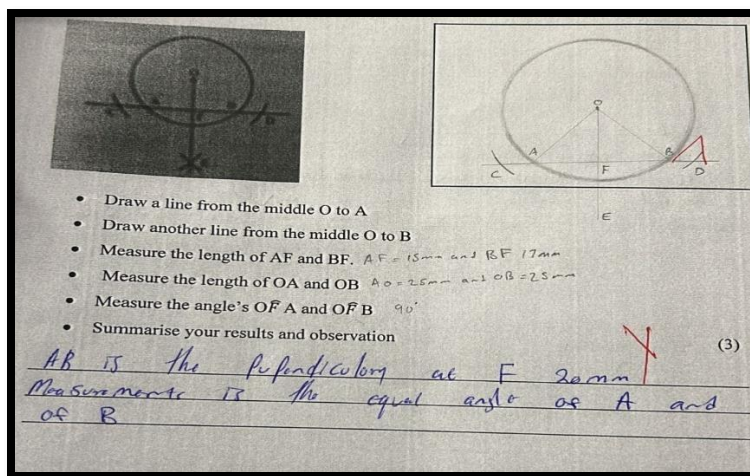 O
A B
C F D
E
• Draw a line from the middle O to A
• Draw another line from the middle O to B
• Measure the length of AF and BF. AF = 15mm and BF 17mm
• Measure the length of OA and OB AO = 25mm and OB = 25mm
• Measure the angle's OF̂ A and OF̂ B 90°
• Summarise your results and observation
(3)
AB is the Pupendiculory at F 20mm
Measurments is the equal angle of A and
of B